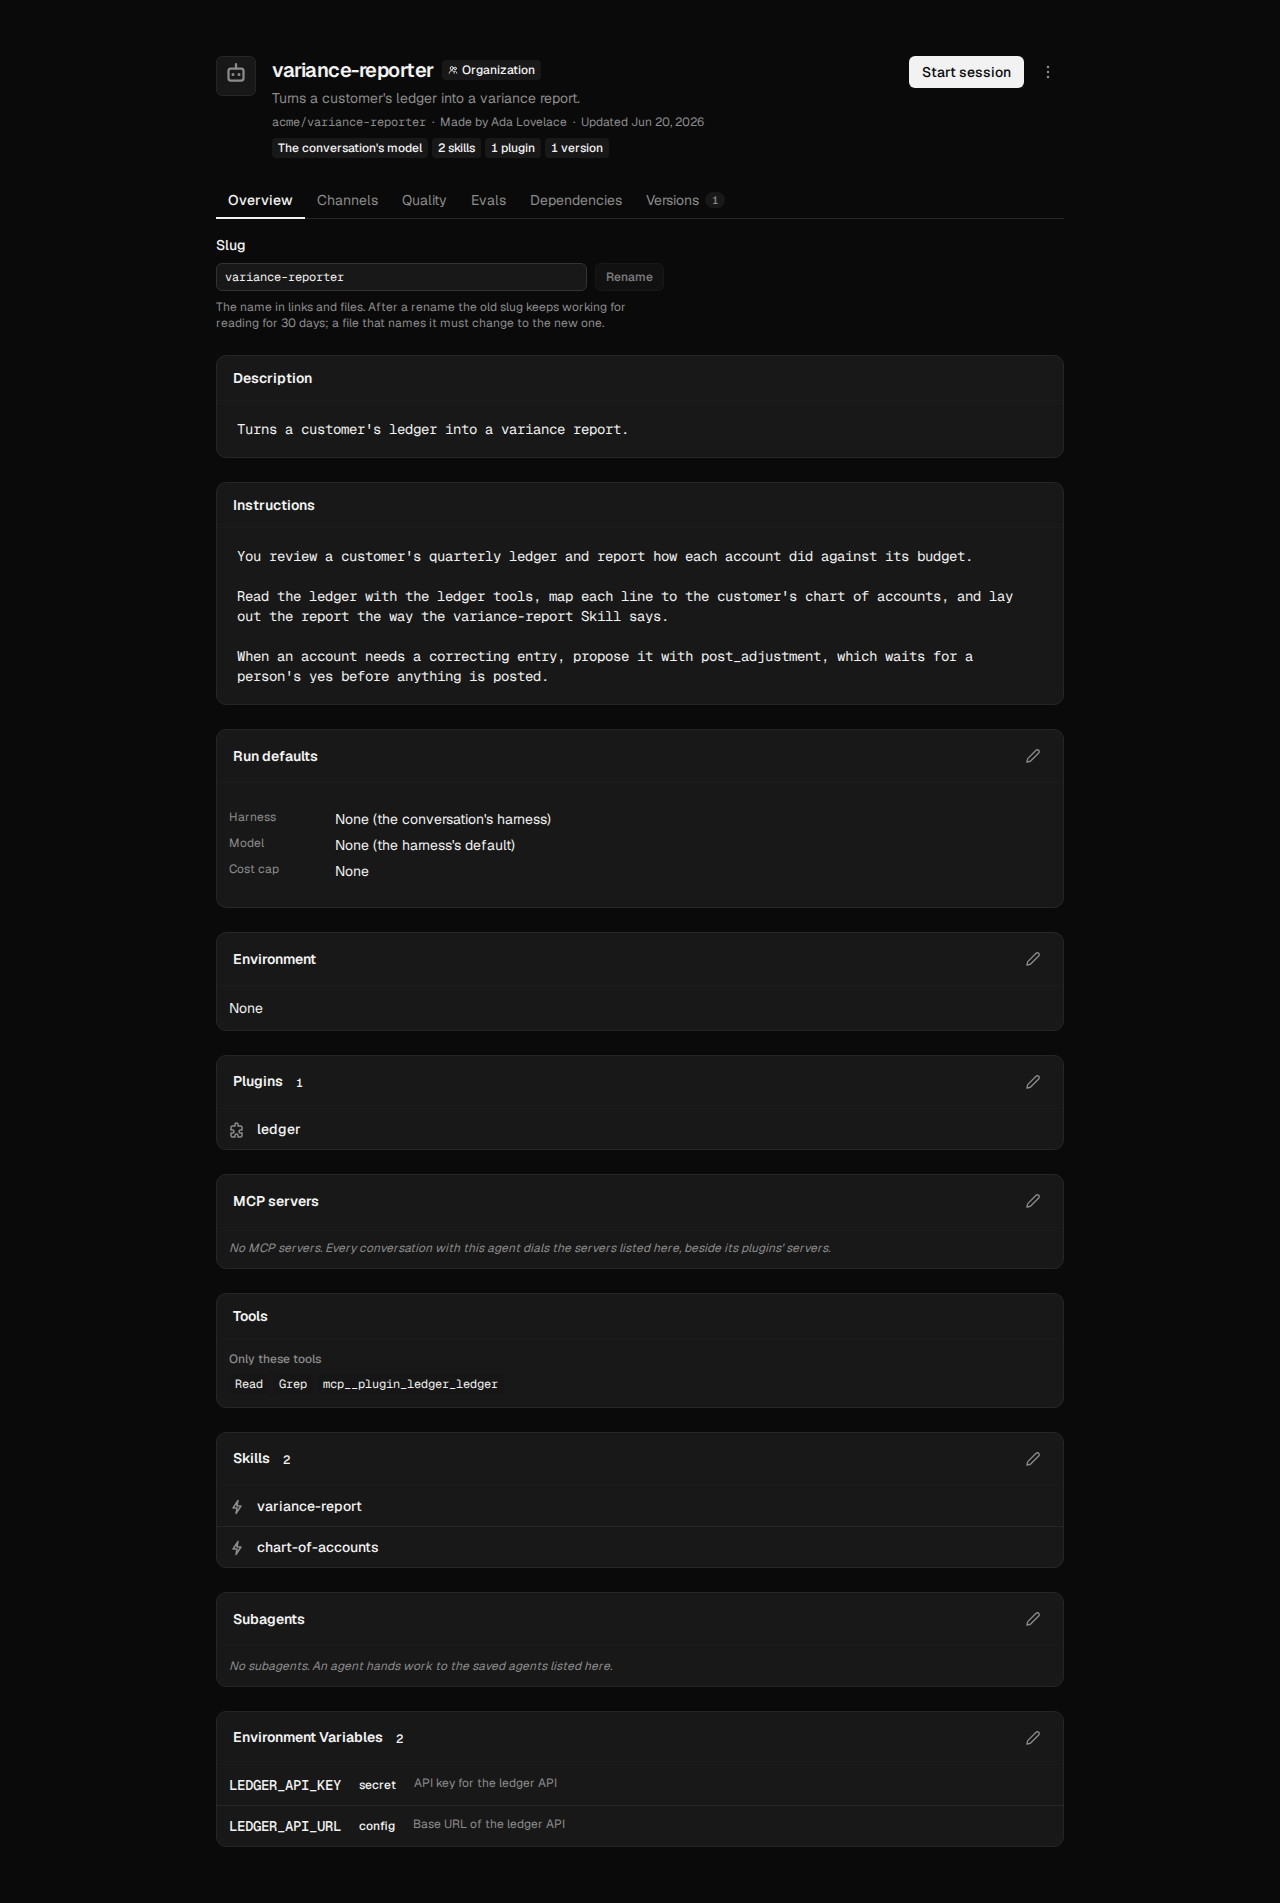 variance-reporter Organization
Start session
Turns a customer's ledger into a variance report.
acme/variance-reporter · Made by Ada Lovelace · Updated Jun 20, 2026
The conversation's model 2 skills 1 plugin 1 version
Overview Channels Quality Evals Dependencies Versions 1
Slug
variance-reporter Rename
The name in links and files. After a rename the old slug keeps working for
reading for 30 days; a file that names it must change to the new one.
Description
Turns a customer's ledger into a variance report.
Instructions
You review a customer's quarterly ledger and report how each account did against its budget.
Read the ledger with the ledger tools, map each line to the customer's chart of accounts, and lay
out the report the way the variance-report Skill says.
When an account needs a correcting entry, propose it with post_adjustment, which waits for a
person's yes before anything is posted.
Run defaults
Harness None (the conversation's harness)
Model None (the harness's default)
Cost cap None
Environment
None
Plugins 1
ledger
MCP servers
No MCP servers. Every conversation with this agent dials the servers listed here, beside its plugins' servers.
Tools
Only these tools
Read Grep mcp__plugin_ledger_ledger
Skills 2
variance-report
chart-of-accounts
Subagents
No subagents. An agent hands work to the saved agents listed here.
Environment Variables 2
LEDGER_API_KEY secret API key for the ledger API
LEDGER_API_URL config Base URL of the ledger API